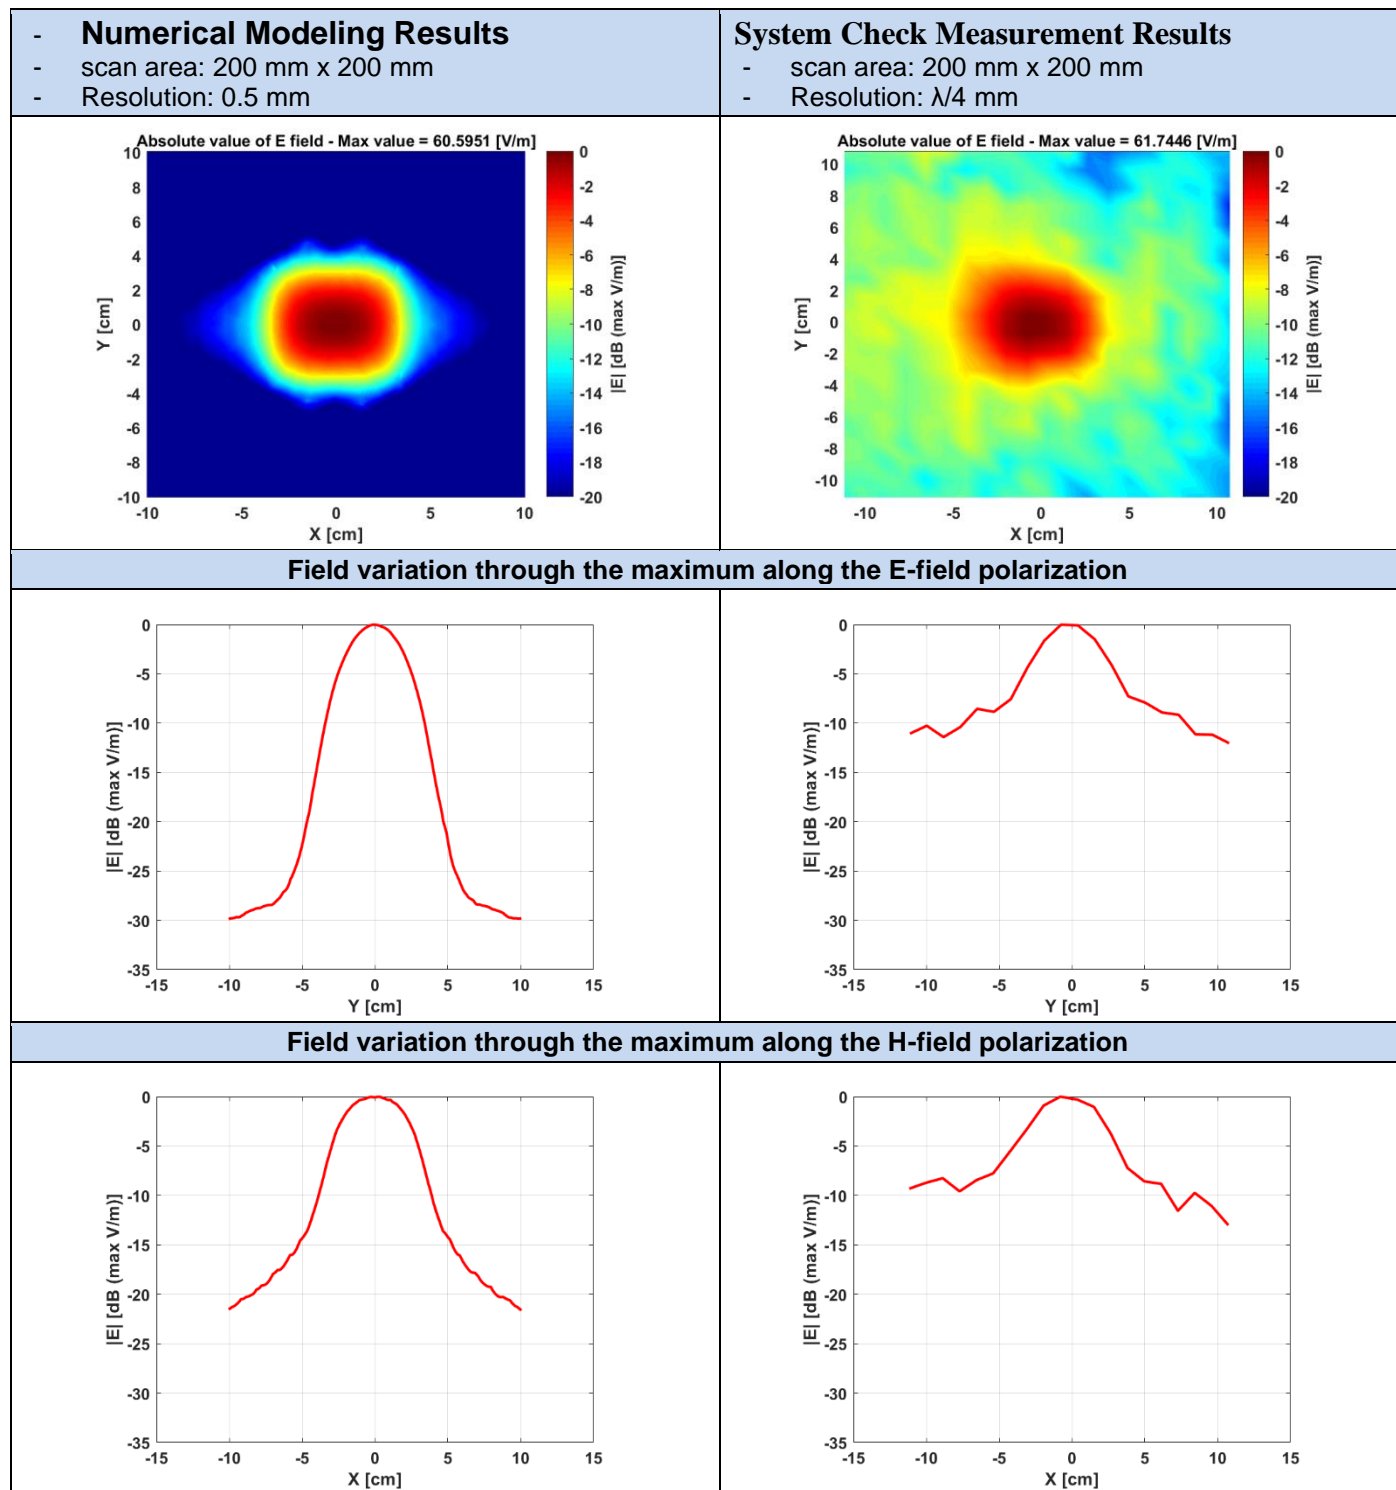 - Numerical Modeling Results
- scan area: 200 mm x 200 mm
- Resolution: 0.5 mm
System Check Measurement Results
- scan area: 200 mm x 200 mm
- Resolution: λ/4 mm
Absolute value of E field - Max value = 60.5951 [V/m]
10
8
6
4
2
0
-2
-4
-6
-8
-10
Y [cm]
-10 -5 0 5 10
X [cm]
0
-2
-4
-6
-8
-10
-12
-14
-16
-18
-20
|E| [dB (max V/m)]
Absolute value of E field - Max value = 61.7446 [V/m]
10
8
6
4
2
0
-2
-4
-6
-8
-10
Y [cm]
-10 -5 0 5 10
X [cm]
0
-2
-4
-6
-8
-10
-12
-14
-16
-18
-20
|E| [dB (max V/m)]
Field variation through the maximum along the E-field polarization
0
-5
-10
-15
-20
-25
-30
-35
|E| [dB (max V/m)]
-15 -10 -5 0 5 10 15
Y [cm]
0
-5
-10
-15
-20
-25
-30
-35
|E| [dB (max V/m)]
-15 -10 -5 0 5 10 15
Y [cm]
Field variation through the maximum along the H-field polarization
0
-5
-10
-15
-20
-25
-30
-35
|E| [dB (max V/m)]
-15 -10 -5 0 5 10 15
X [cm]
0
-5
-10
-15
-20
-25
-30
-35
|E| [dB (max V/m)]
-15 -10 -5 0 5 10 15
X [cm]